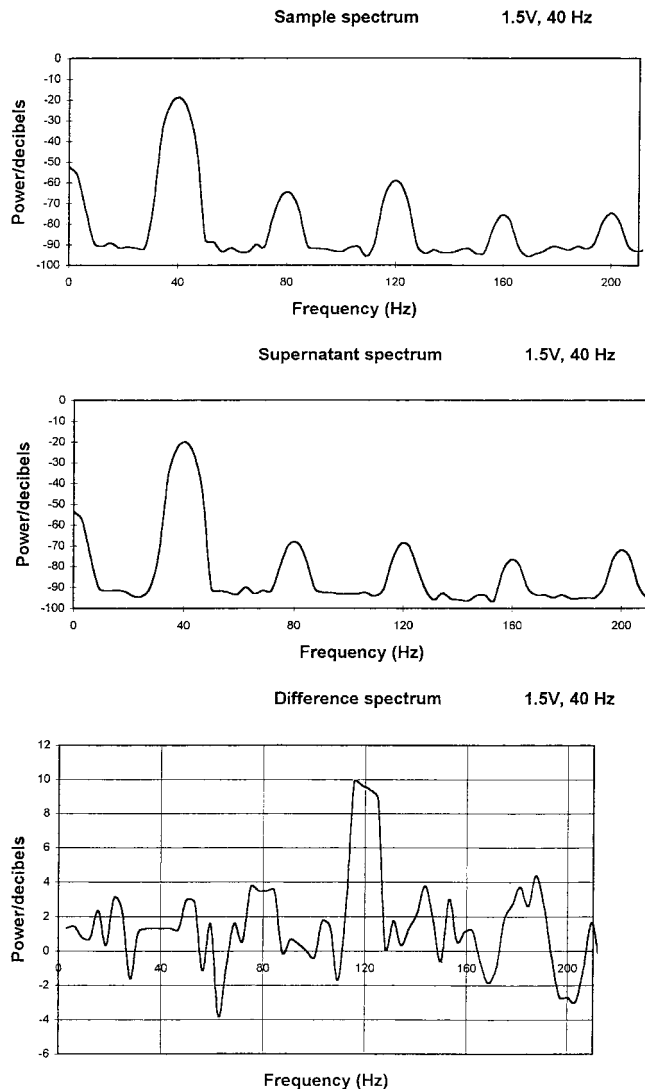 Sample spectrum 1.5V, 40 Hz
0
-10
-20
-30
-40
-50
-60
-70
-80
-90
-100
Power/decibels
0 40 80 120 160 200
Frequency (Hz)
Supernatant spectrum 1.5V, 40 Hz
0
-10
-20
-30
-40
-50
-60
-70
-80
-90
-100
Power/decibels
0 40 80 120 160 200
Frequency (Hz)
Difference spectrum 1.5V, 40 Hz
12
10
8
6
4
2
0
-2
-4
-6
Power/decibels
0 40 80 120 160 200
Frequency (Hz)